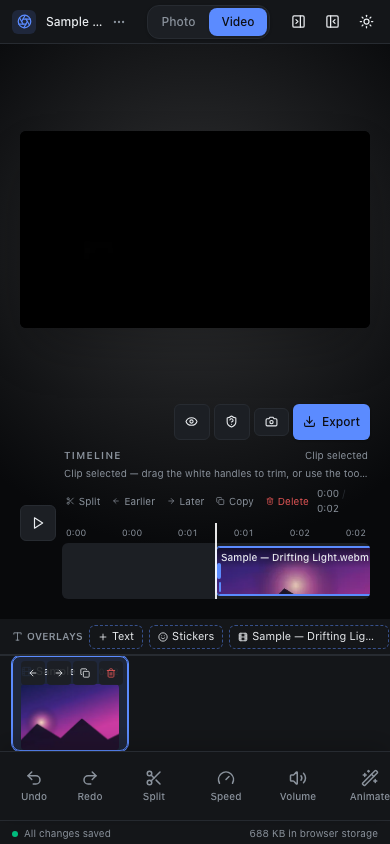 Sample ...
Photo
Video
Export
TIMELINE
Clip selected
Clip selected — drag the white handles to trim, or use the too...
Split
Earlier
Later
Copy
Delete
0:00 /
0:02
0:00 0:00 0:01 0:01 0:02 0:02
Sample — Drifting Light.webm
OVERLAYS
Text
Stickers
Sample — Drifting Lig...
Undo
Redo
Split
Speed
Volume
Animate
All changes saved
688 KB in browser storage